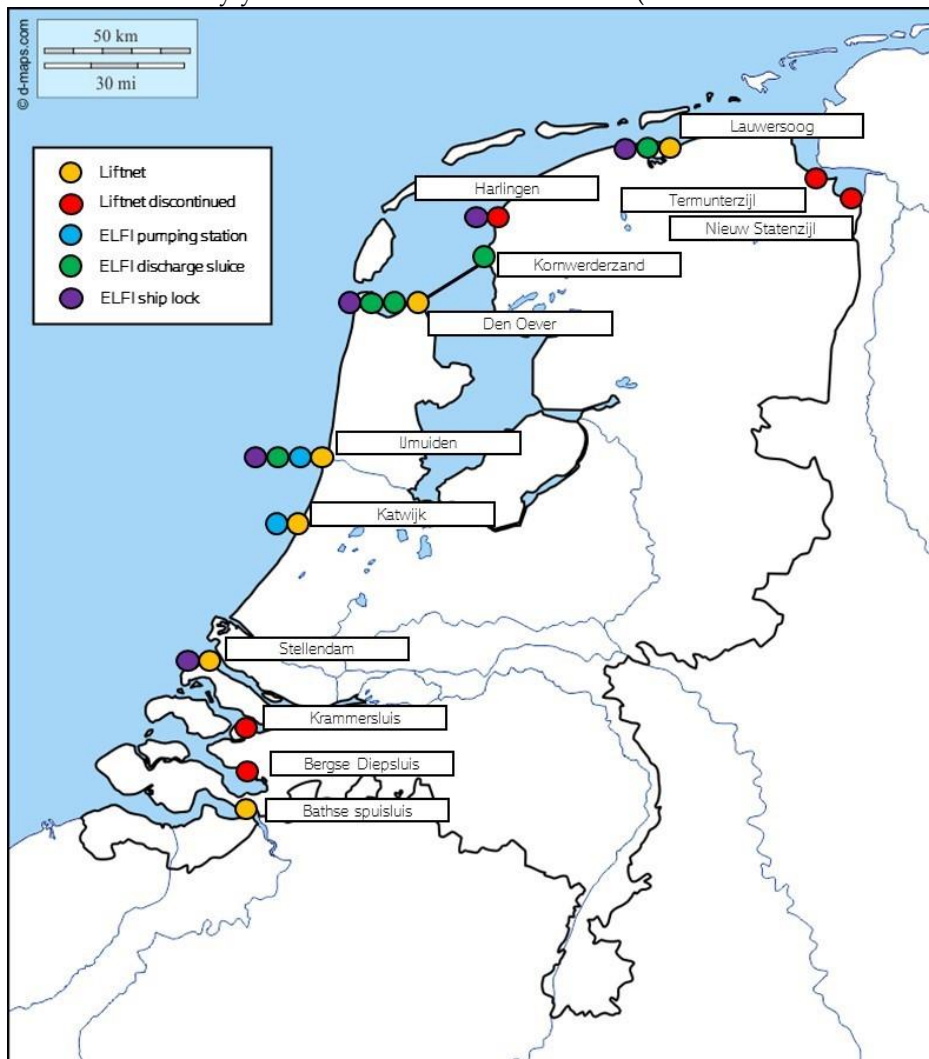 50 km
30 mi
© d-maps.com
Liftnet
Liftnet discontinued
ELFI pumping station
ELFI discharge sluice
ELFI ship lock
Lauwersoog
Harlingen
Termunterzijl
Nieuw Statenzijl
Kornwerderzand
Den Oever
IJmuiden
Katwijk
Stellendam
Krammersluis
Bergse Diepsluis
Bathse spuisluis